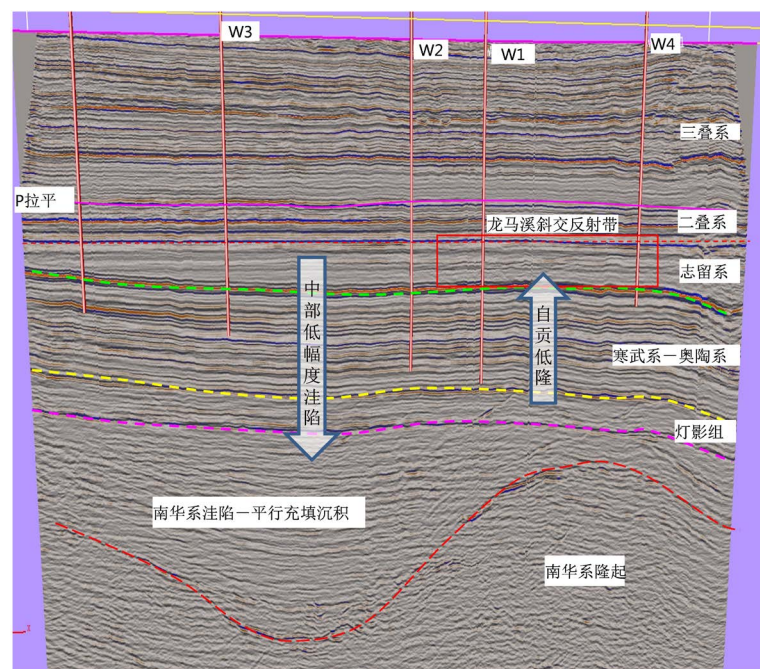 W3
W2
W1
W4
三叠系
P拉平
二叠系
龙马溪斜交反射带
志留系
中部低幅度洼陷
自贡低隆
寒武系－奥陶系
灯影组
南华系洼陷－平行充填沉积
南华系隆起